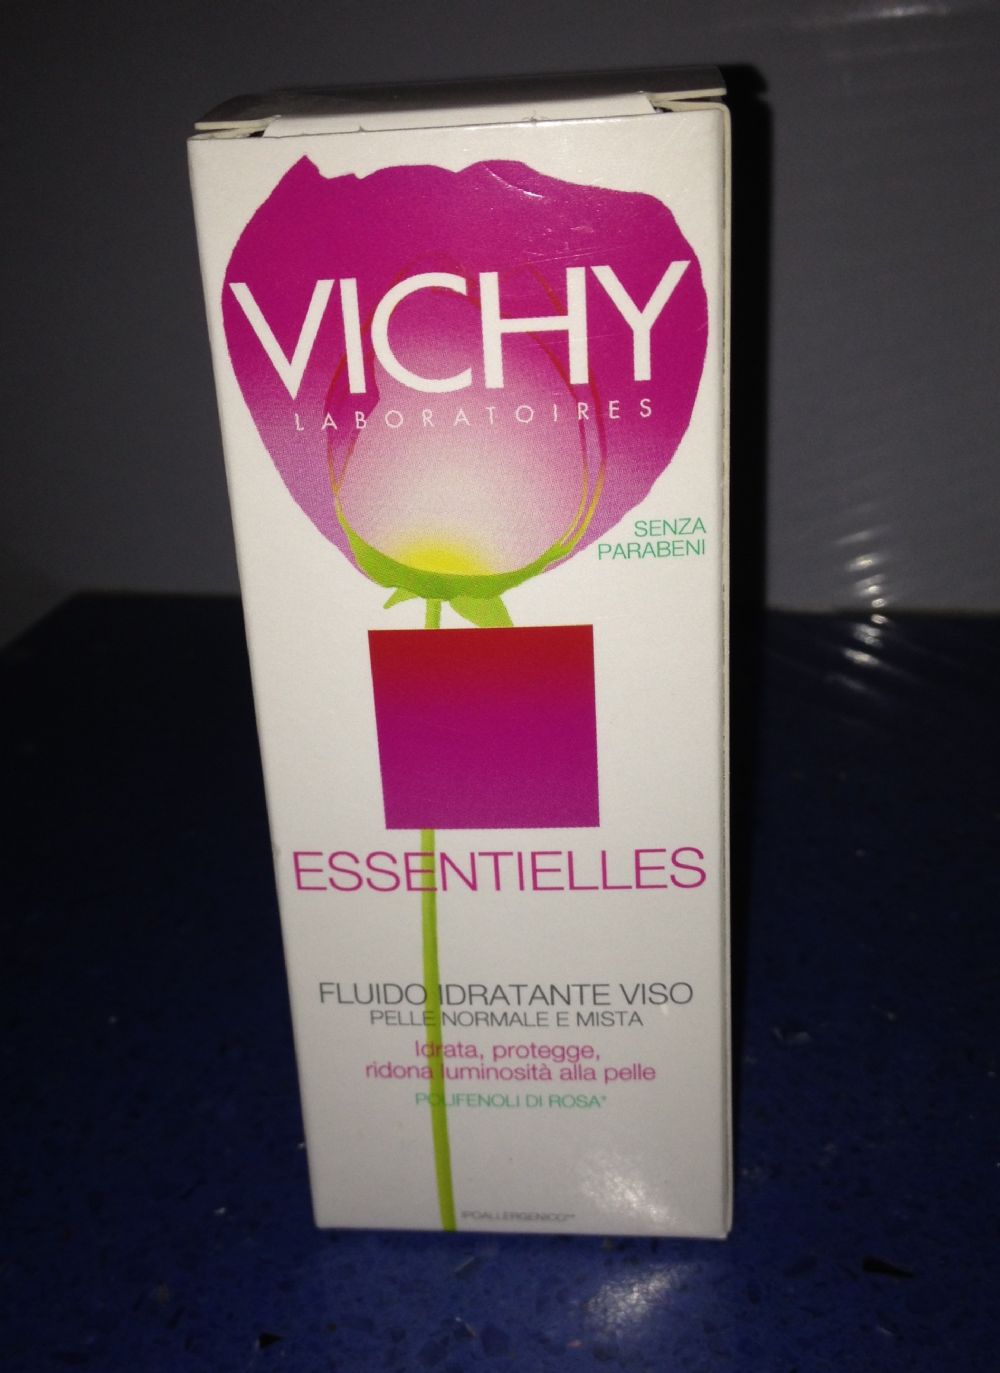 VICHY
LABORATOIRES
SENZA
PARABENI
ESSENTIELLES
FLUIDO IDRATANTE VISO
PELLE NORMALE E MISTA
Idrata, protegge,
ridona luminosità alla pelle
POLIFENOLI DI ROSA*
IPOALLERGENICO**